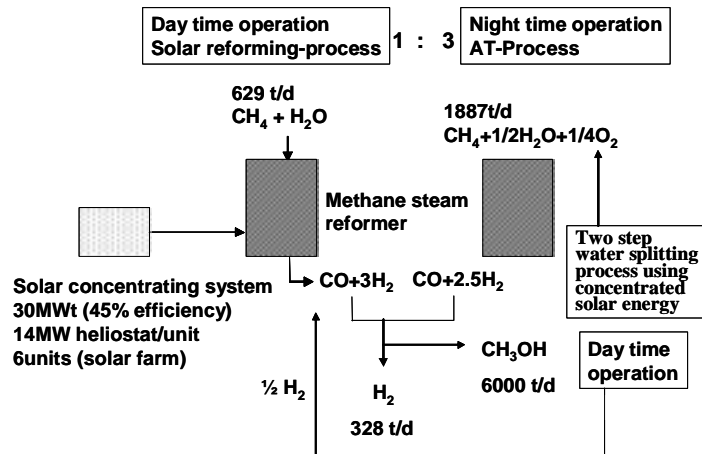 Day time operation
Solar reforming-process
1 : 3
Night time operation
AT-Process
629 t/d
CH₄ + H₂O
1887t/d
CH₄+1/2H₂O+1/4O₂
Methane steam
reformer
Two step
water splitting
process using
concentrated
solar energy
Solar concentrating system
30MWt (45% efficiency)
14MW heliostat/unit
6units (solar farm)
CO+3H₂
CO+2.5H₂
½ H₂
H₂
328 t/d
CH₃OH
6000 t/d
Day time
operation